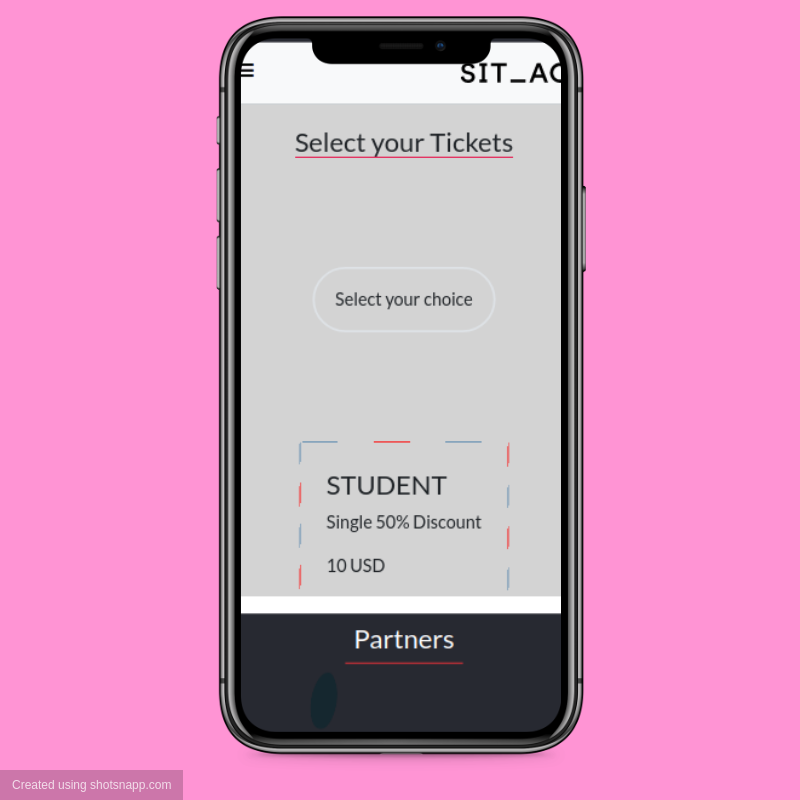 SIT_AC
Select your Tickets
Select your choice
STUDENT
Single 50% Discount
10 USD
Partners
Created using shotsnapp.com